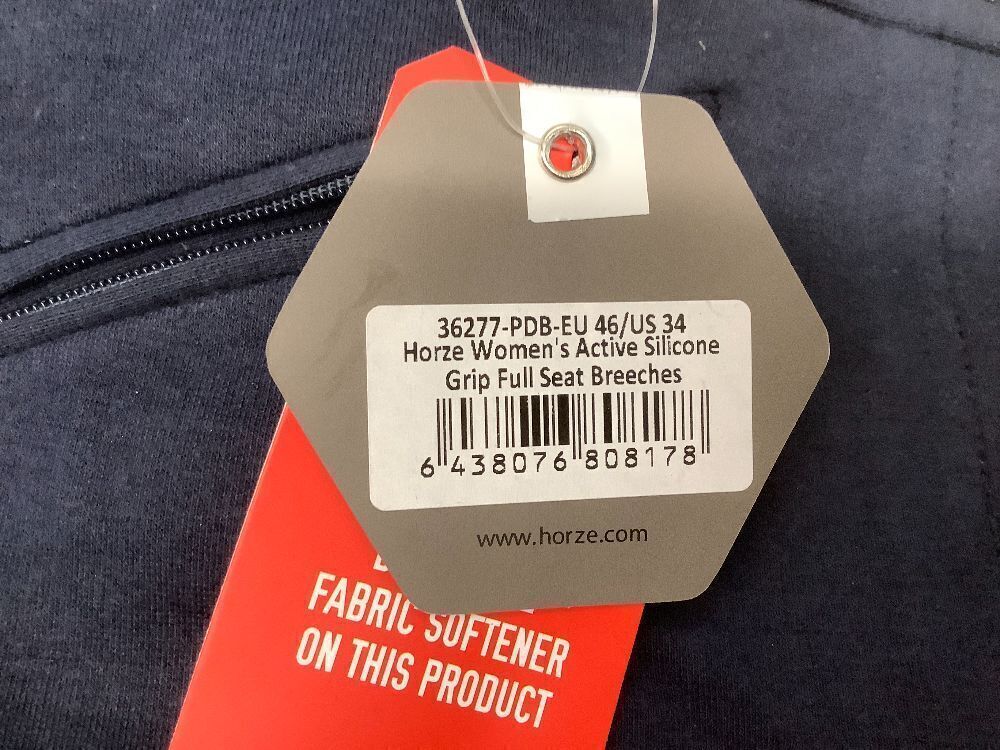 36277-PDB-EU 46/US 34
Horze Women's Active Silicone
Grip Full Seat Breeches
6 438076 808178
www.horze.com
FABRIC SOFTENER
ON THIS PRODUCT